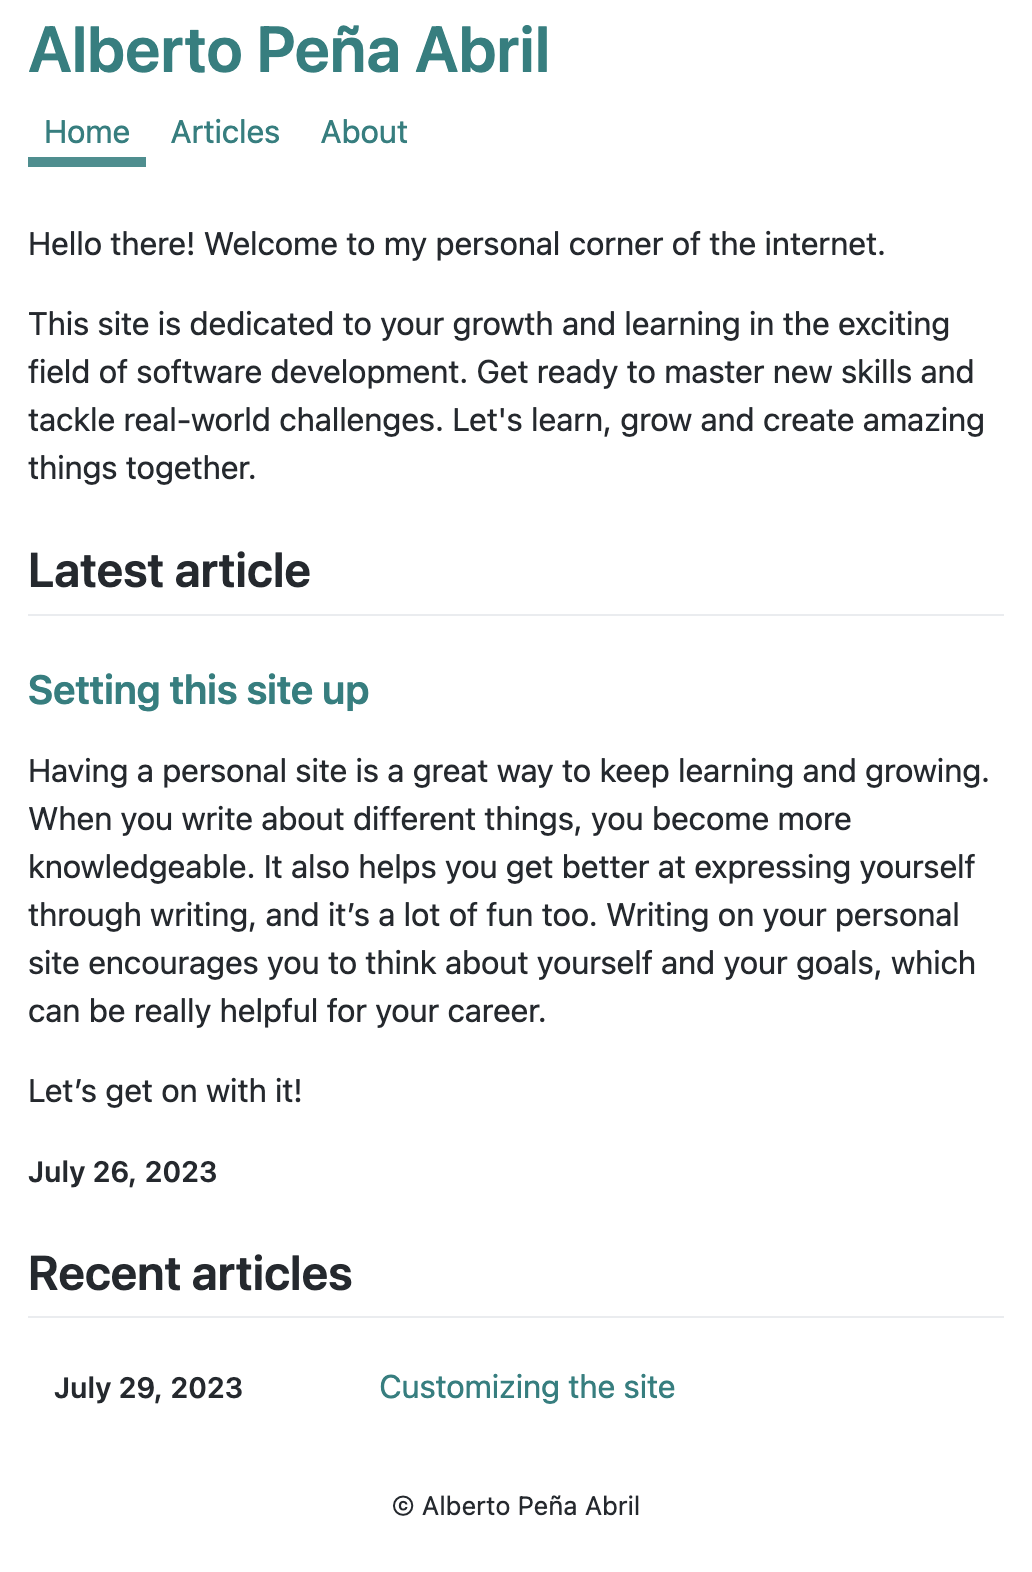 Alberto Peña Abril
Home Articles About
Hello there! Welcome to my personal corner of the internet.
This site is dedicated to your growth and learning in the exciting
field of software development. Get ready to master new skills and
tackle real-world challenges. Let's learn, grow and create amazing
things together.
Latest article
Setting this site up
Having a personal site is a great way to keep learning and growing.
When you write about different things, you become more
knowledgeable. It also helps you get better at expressing yourself
through writing, and it’s a lot of fun too. Writing on your personal
site encourages you to think about yourself and your goals, which
can be really helpful for your career.
Let’s get on with it!
July 26, 2023
Recent articles
July 29, 2023 Customizing the site
© Alberto Peña Abril